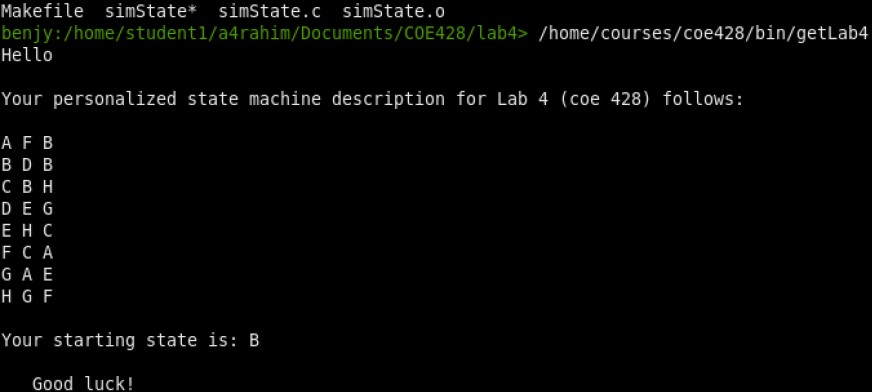 Makefile  simState*  simState.c  simState.o
benjy:/home/student1/a4rahim/Documents/COE428/lab4> /home/courses/coe428/bin/getLab4
Hello
Your personalized state machine description for Lab 4 (coe 428) follows:
A F B
B D B
C B H
D E G
E H C
F C A
G A E
H G F
Your starting state is: B
Good luck!